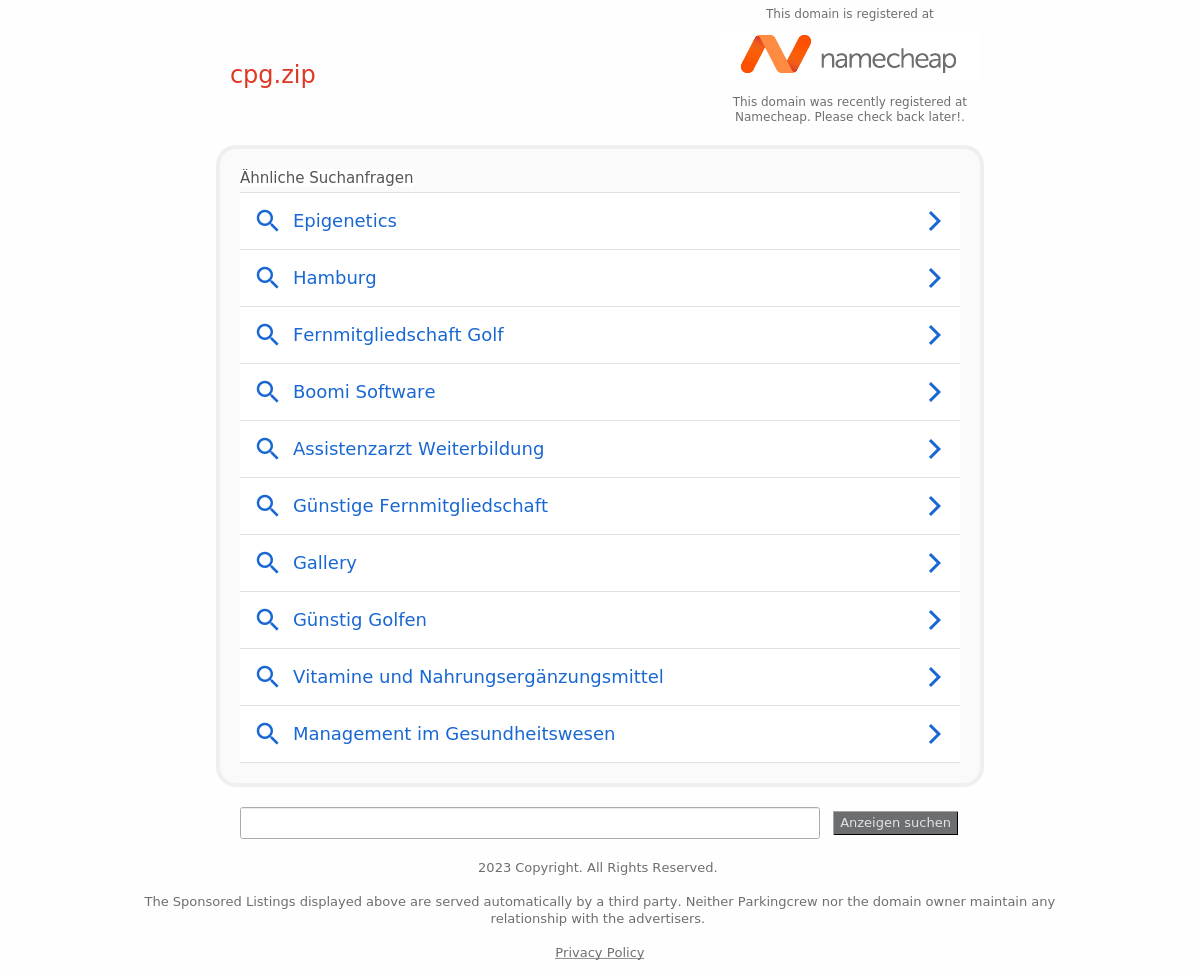 This domain is registered at
namecheap
cpg.zip
This domain was recently registered at
Namecheap. Please check back later!.
Ähnliche Suchanfragen
Epigenetics
Hamburg
Fernmitgliedschaft Golf
Boomi Software
Assistenzarzt Weiterbildung
Günstige Fernmitgliedschaft
Gallery
Günstig Golfen
Vitamine und Nahrungsergänzungsmittel
Management im Gesundheitswesen
Anzeigen suchen
2023 Copyright. All Rights Reserved.
The Sponsored Listings displayed above are served automatically by a third party. Neither Parkingcrew nor the domain owner maintain any
relationship with the advertisers.
Privacy Policy